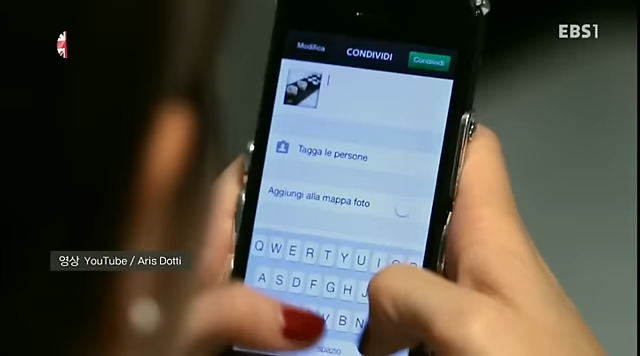 EBS1
Modifica CONDIVIDI Condividi
Tagga le persone
Aggiungi alla mappa foto
Q W E R T Y U I
A S D F G H J
V B N
spazio
영상 YouTube / Aris Dotti